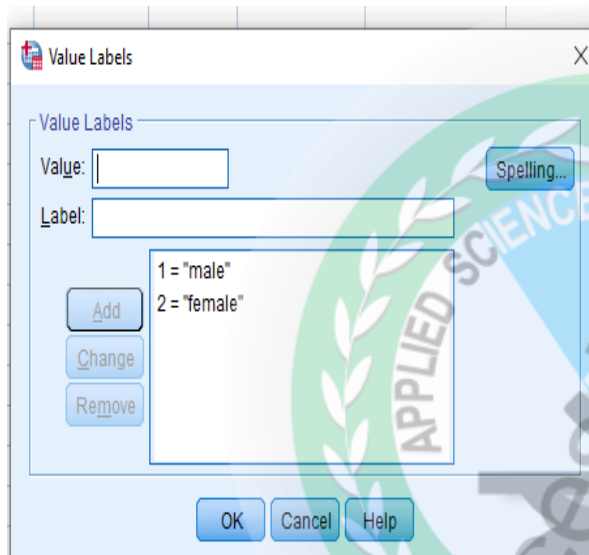 Value Labels
Value Labels
Value:
Spelling...
Label:
1 = "male"
2 = "female"
Add
Change
Remove
OK Cancel Help
APPLIED SCIENCE